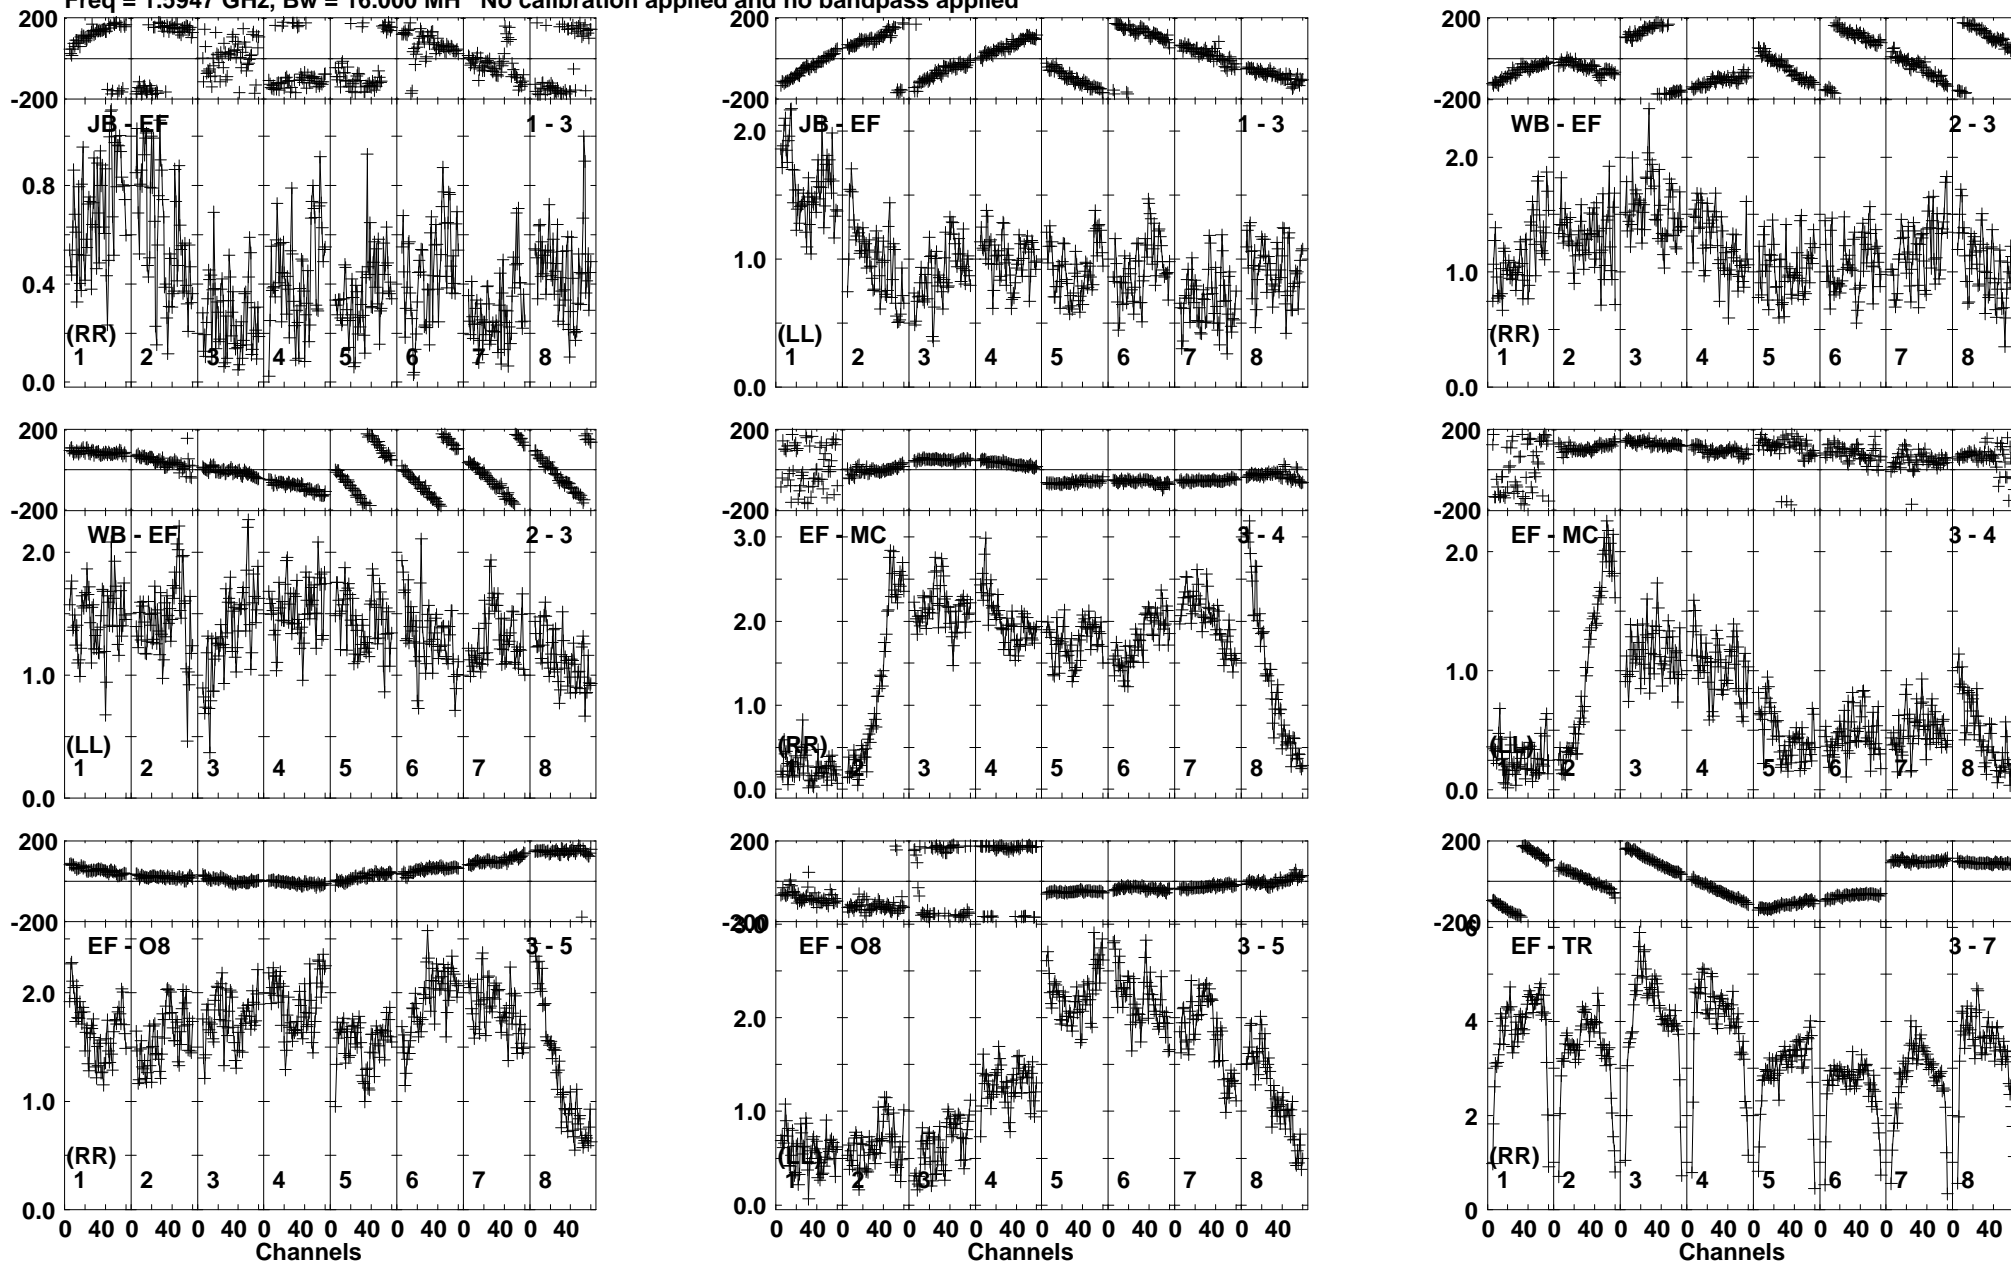 Freq = 1.5947 GHz, Bw = 16.000 MH No calibration applied and no bandpass applied
200 200 200
-200 -200 -200
JB - EF 1 - 3 JB - EF 1 - 3 WB - EF 2 - 3
2.0 2.0
0.8
1.0 1.0
0.4
(RR) (LL) (RR)
1 2 3 4 5 6 7 8 1 2 3 4 5 6 7 8 1 2 3 4 5 6 7 8
0.0 0.0 0.0
200 200 200
-200 -200 -200
WB - EF 2 - 3 EF - MC 3 - 4 EF - MC 3 - 4
2.0 3.0 2.0
2.0
1.0 1.0 1.0
(LL) (RR) (LL)
1 2 3 4 5 6 7 8 1 2 3 4 5 6 7 8 1 2 3 4 5 6 7 8
0.0 0.0 0.0
200 200 200
-200 -200 -200
3.0 6
EF - O8 3 - 5 EF - O8 3 - 5 EF - TR 3 - 7
2.0 2.0 4
1.0 1.0 2
(RR) (LL) (RR)
1 2 3 4 5 6 7 8 1 2 3 4 5 6 7 8 1 2 3 4 5 6 7 8
0.0 0.0 0
0 40 0 40 0 40 0 40 0 40 0 40 0 40 0 40 0 40 0 40 0 40 0 40 0 40 0 40 0 40 0 40 0 40 0 40 0 40 0 40 0 40 0 40 0 40 0 40
Channels Channels